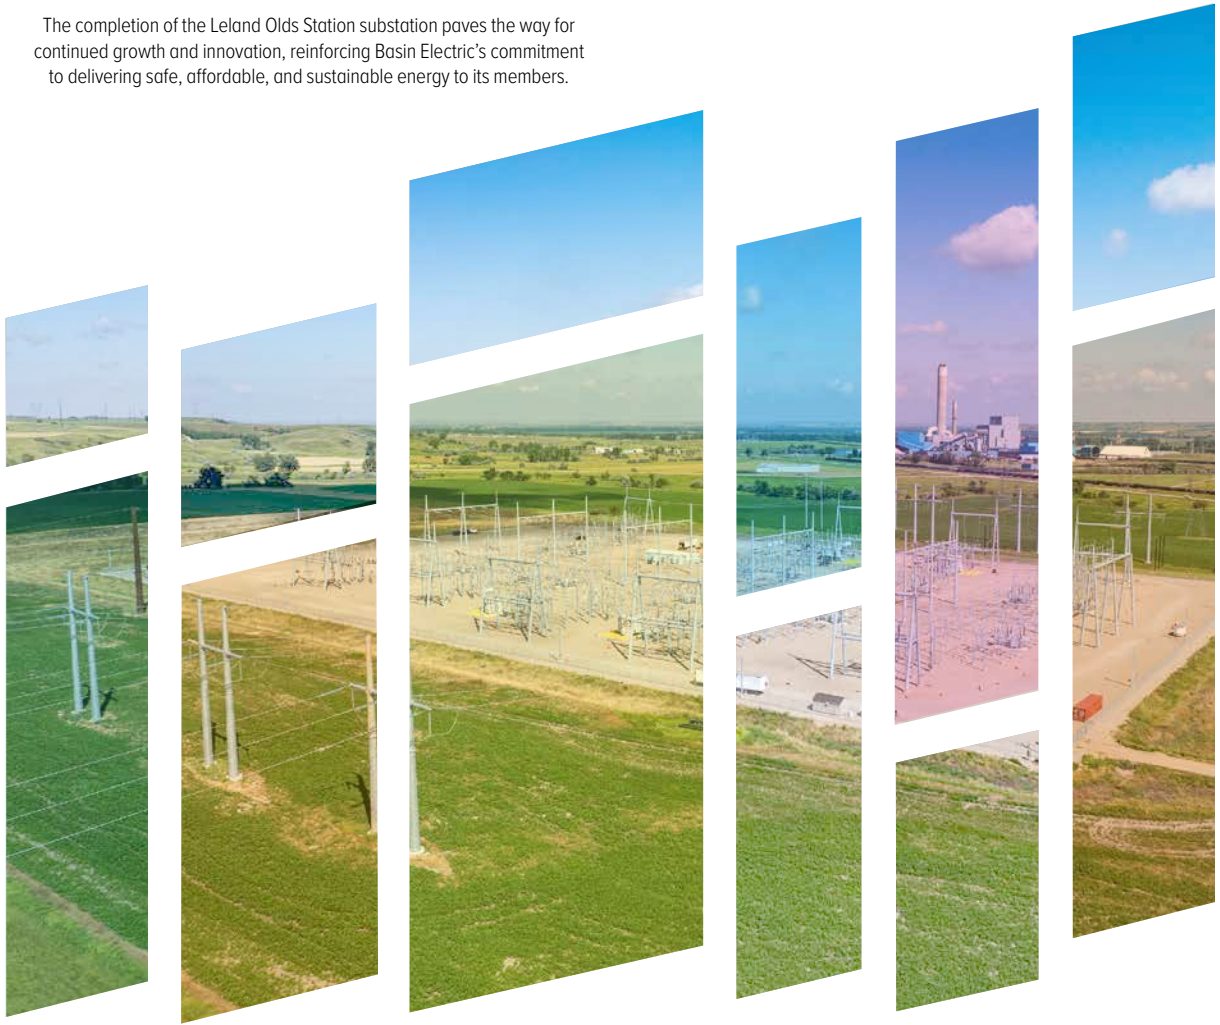 The completion of the Leland Olds Station substation paves the way for
continued growth and innovation, reinforcing Basin Electric’s commitment
to delivering safe, affordable, and sustainable energy to its members.